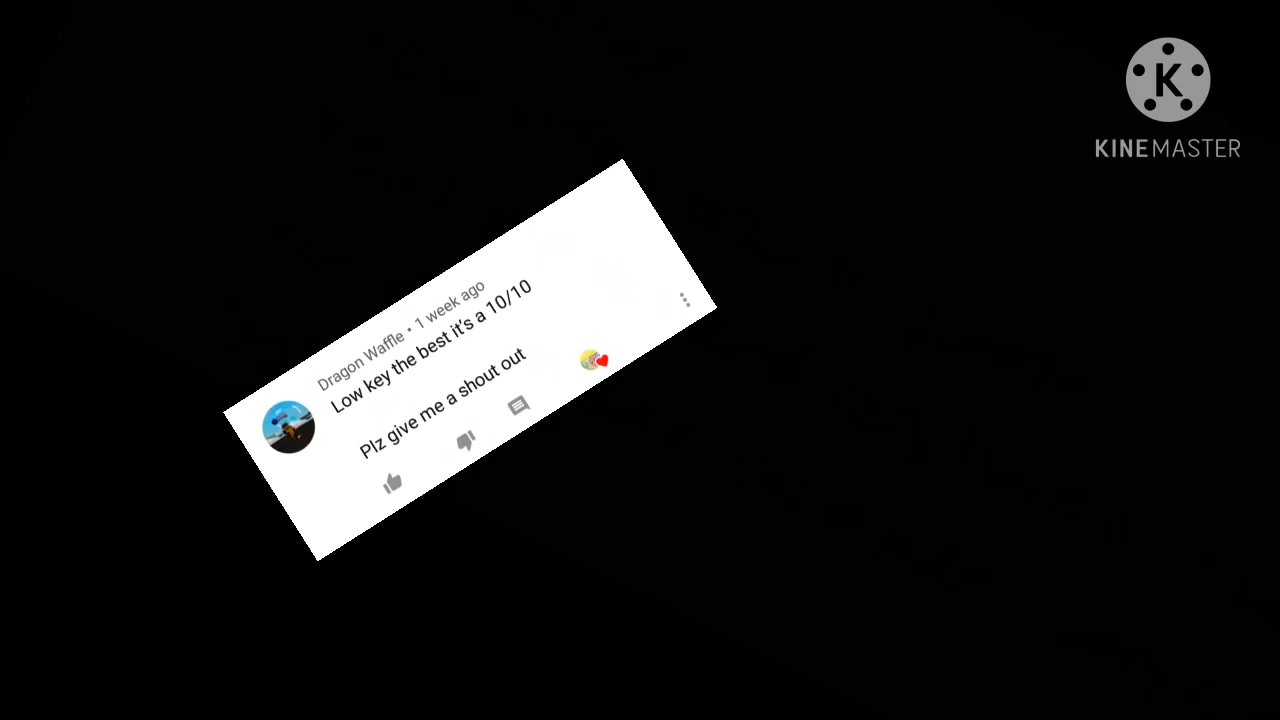 K
KINEMASTER
Dragon Waffle • 1 week ago
Low key the best it's a 10/10
Plz give me a shout out